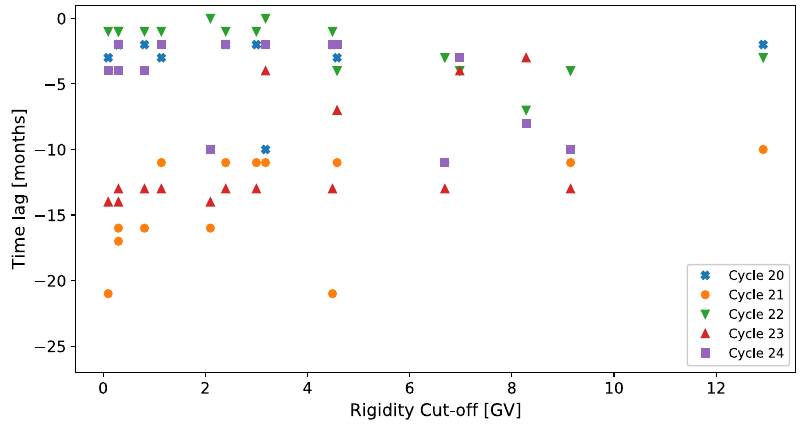 0
−5
−10
−15
−20
−25
Time lag [months]
0
2
4
6
8
10
12
Rigidity Cut-off [GV]
Cycle 20
Cycle 21
Cycle 22
Cycle 23
Cycle 24